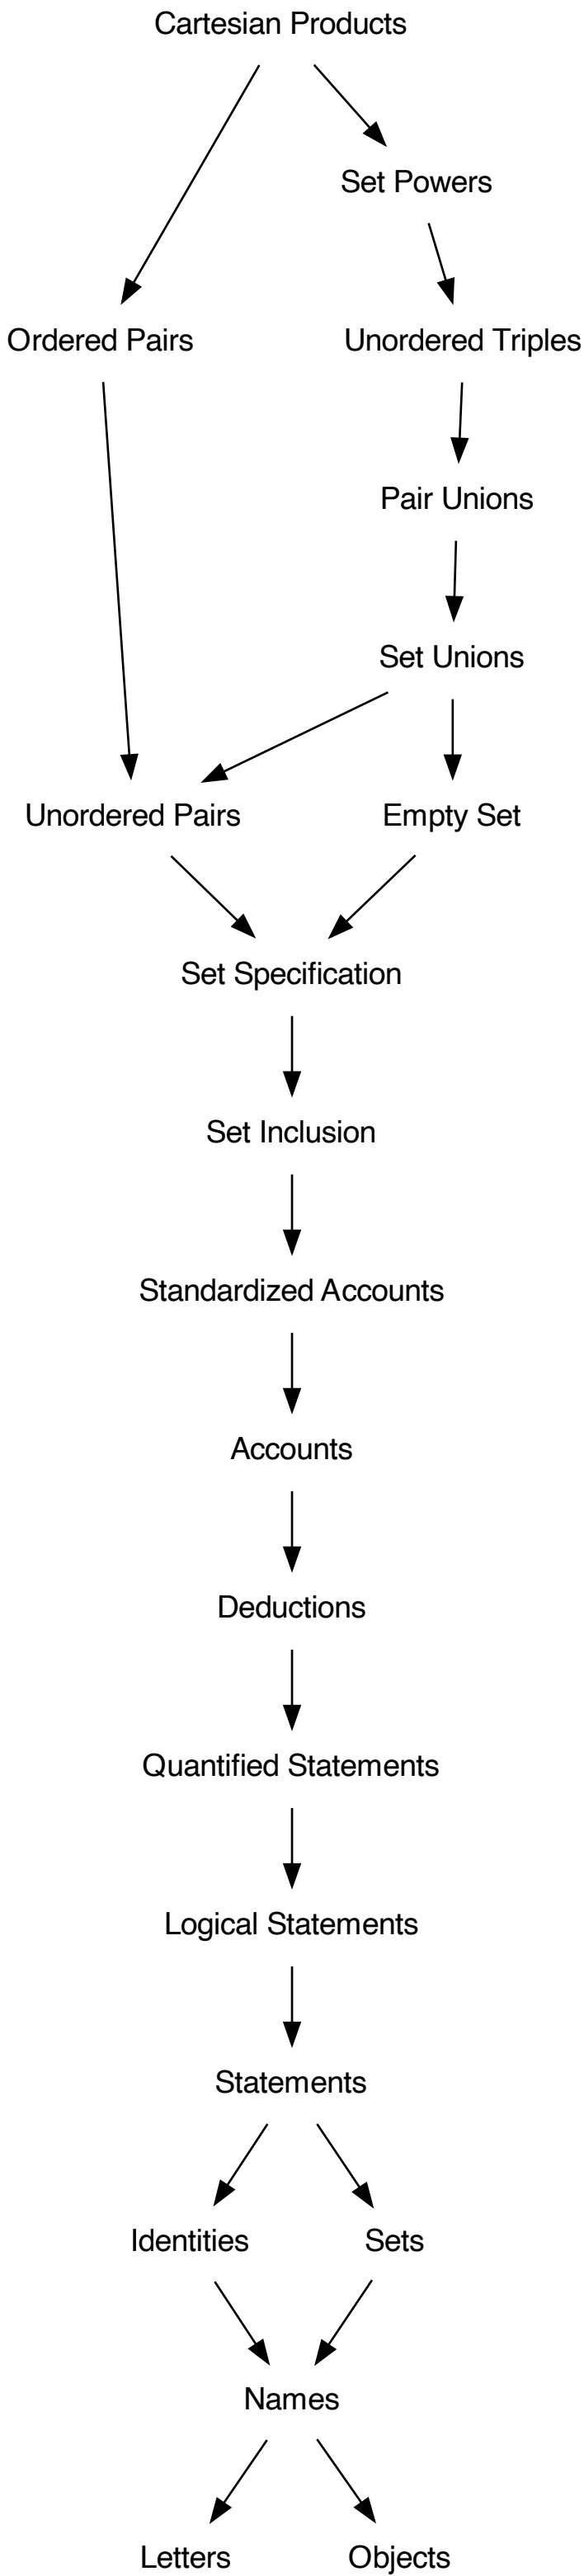 Cartesian Products
Set Powers
Ordered Pairs
Unordered Triples
Pair Unions
Set Unions
Unordered Pairs
Empty Set
Set Specification
Set Inclusion
Standardized Accounts
Accounts
Deductions
Quantified Statements
Logical Statements
Statements
Identities
Sets
Names
Letters
Objects